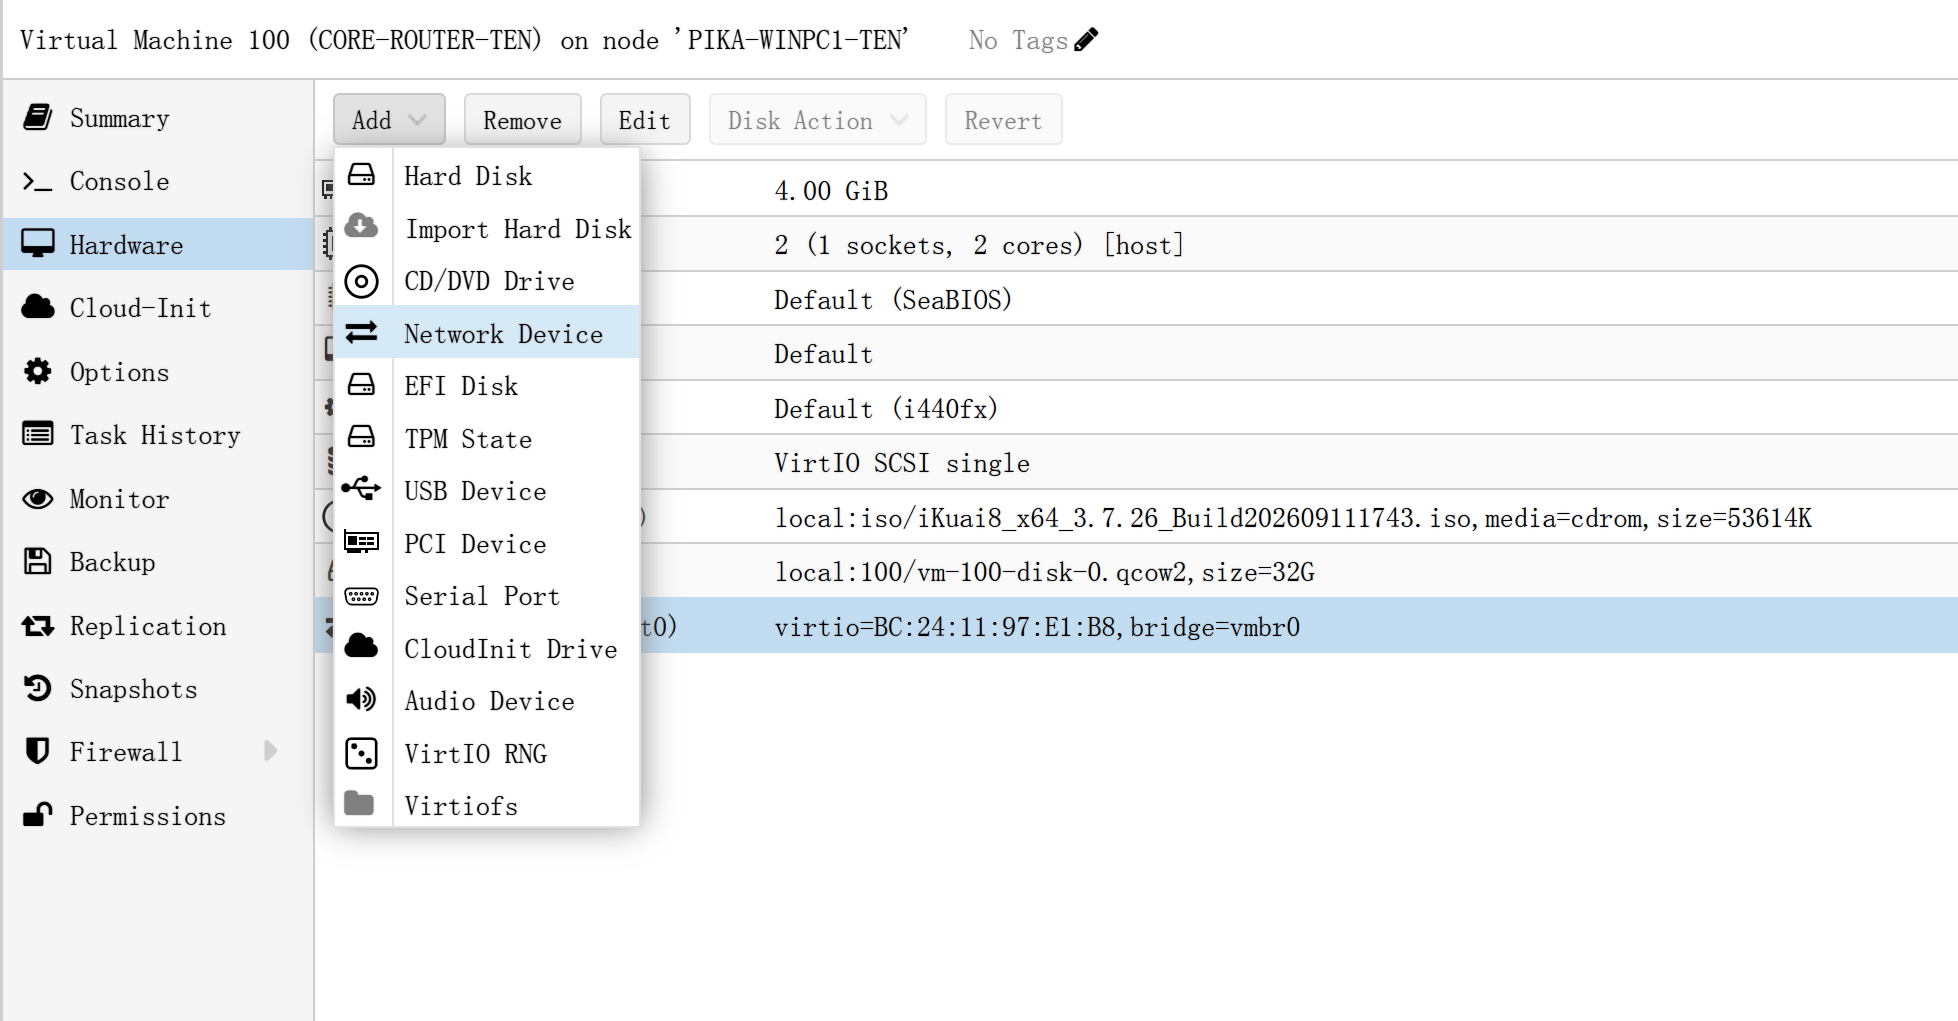 Virtual Machine 100 (CORE-ROUTER-TEN) on node 'PIKA-WINPC1-TEN' No Tags
Summary
Console
Hardware
Cloud-Init
Options
Task History
Monitor
Backup
Replication
Snapshots
Firewall
Permissions
Add Remove Edit Disk Action Revert
Hard Disk
Import Hard Disk
CD/DVD Drive
Network Device
EFI Disk
TPM State
USB Device
PCI Device
Serial Port
CloudInit Drive
Audio Device
VirtIO RNG
Virtiofs
4.00 GiB
2 (1 sockets, 2 cores) [host]
Default (SeaBIOS)
Default
Default (i440fx)
VirtIO SCSI single
) local:iso/iKuai8_x64_3.7.26_Build202609111743.iso,media=cdrom,size=53614K
local:100/vm-100-disk-0.qcow2,size=32G
t0) virtio=BC:24:11:97:E1:B8,bridge=vmbr0